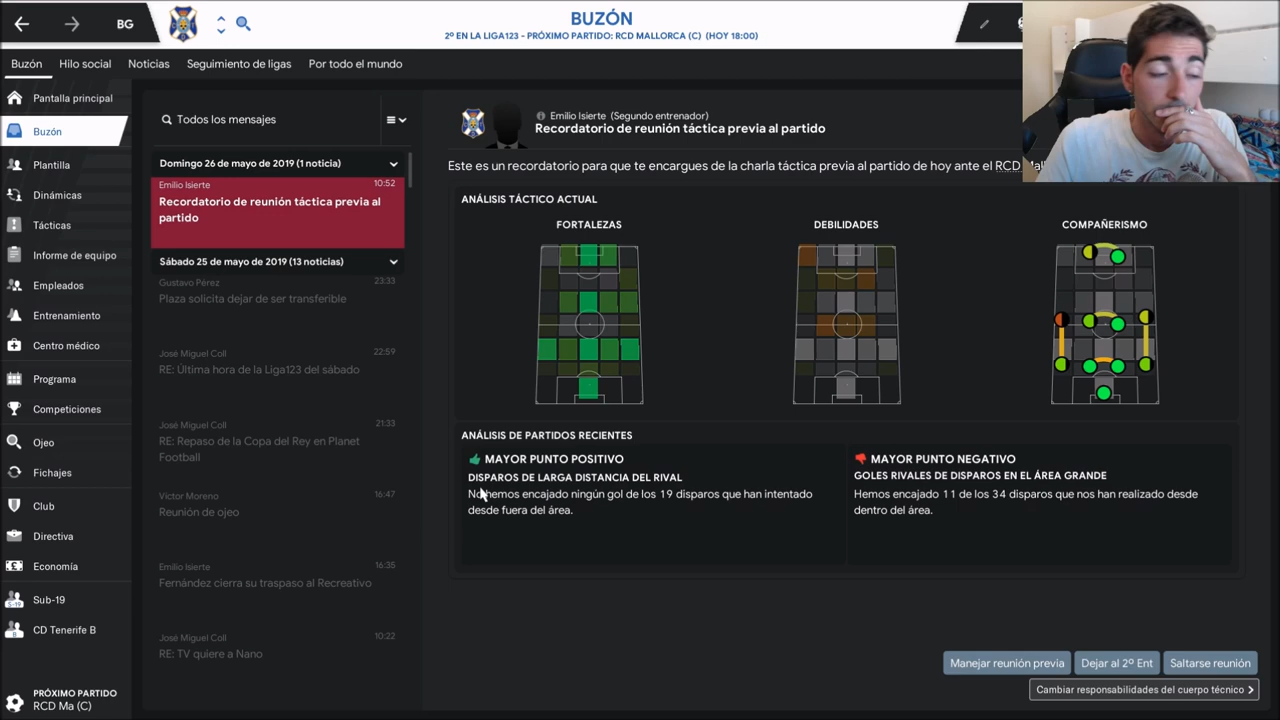 BG
BUZÓN
2º EN LA LIGA123 - PRÓXIMO PARTIDO: RCD MALLORCA (C) (HOY 18:00)
Buzón
Hilo social
Noticias
Seguimiento de ligas
Por todo el mundo
Pantalla principal
Buzón
Plantilla
Dinámicas
Tácticas
Informe de equipo
Empleados
Entrenamiento
Centro médico
Programa
Competiciones
Ojeo
Fichajes
Club
Directiva
Economía
Sub-19
CD Tenerife B
PRÓXIMO PARTIDO
RCD Ma (C)
Todos los mensajes
Domingo 26 de mayo de 2019 (1 noticia)
Emilio Isierte 10:52
Recordatorio de reunión táctica previa al
partido
Sábado 25 de mayo de 2019 (13 noticias)
Gustavo Pérez 23:33
Plaza solicita dejar de ser transferible
José Miguel Coll 22:59
RE: Última hora de la Liga123 del sábado
José Miguel Coll 21:33
RE: Repaso de la Copa del Rey en Planet
Football
Víctor Moreno 16:47
Reunión de ojeo
Emilio Isierte 16:35
Fernández cierra su traspaso al Recreativo
José Miguel Coll 10:22
RE: TV quiere a Nano
Emilio Isierte (Segundo entrenador)
Recordatorio de reunión táctica previa al partido
Este es un recordatorio para que te encargues de la charla táctica previa al partido de hoy ante el RCD
ANÁLISIS TÁCTICO ACTUAL
FORTALEZAS
DEBILIDADES
COMPAÑERISMO
ANÁLISIS DE PARTIDOS RECIENTES
MAYOR PUNTO POSITIVO
DISPAROS DE LARGA DISTANCIA DEL RIVAL
No hemos encajado ningún gol de los 19 disparos que han intentado
desde fuera del área.
MAYOR PUNTO NEGATIVO
GOLES RIVALES DE DISPAROS EN EL ÁREA GRANDE
Hemos encajado 11 de los 34 disparos que nos han realizado desde
dentro del área.
Manejar reunión previa
Dejar al 2º Ent
Saltarse reunión
Cambiar responsabilidades del cuerpo técnico